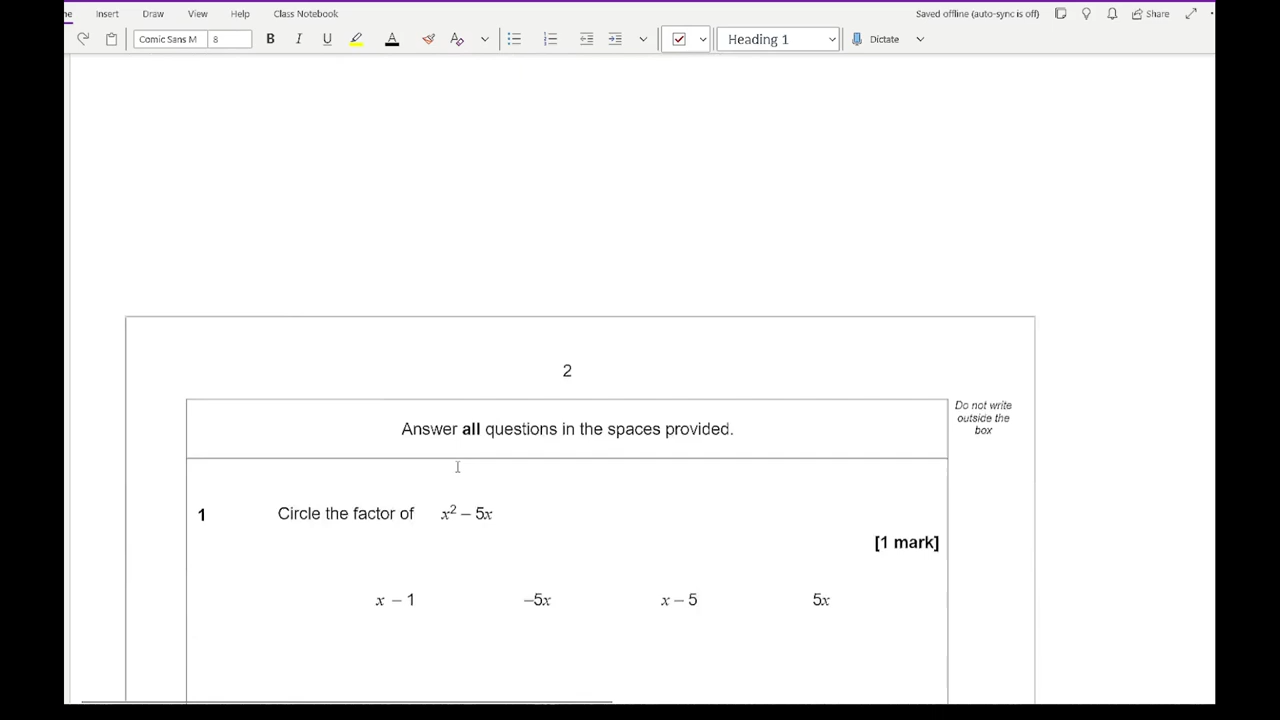 Insert Draw View Help Class Notebook Saved offline (auto-sync is off) Share
Comic Sans M 8 B I U A Heading 1 Dictate
2
Answer all questions in the spaces provided.
Do not write
outside the
box
1 Circle the factor of x² – 5x
[1 mark]
x – 1 –5x x – 5 5x